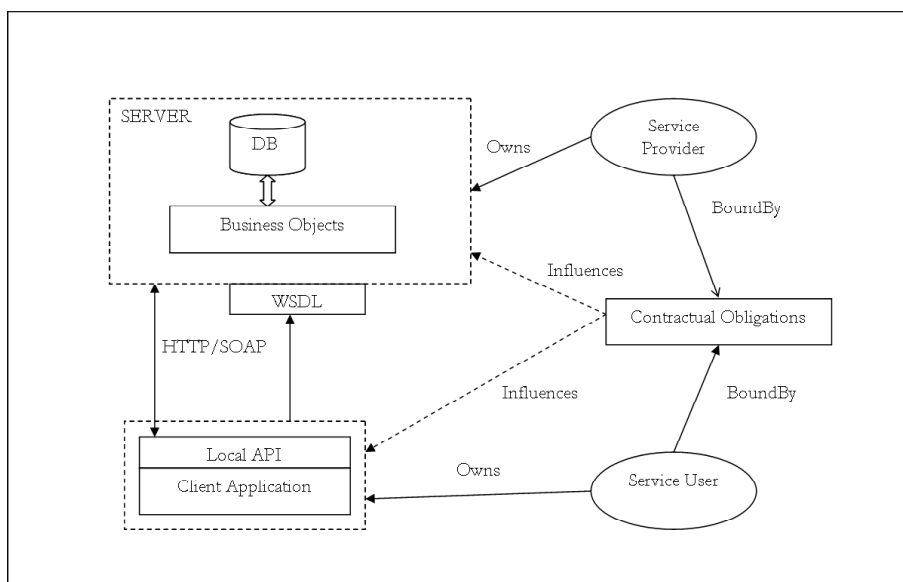 SERVER
DB
Business Objects
WSDL
HTTP/SOAP
Local API
Client Application
Owns
Service
Provider
BoundBy
Influences
Contractual Obligations
Influences
BoundBy
Owns
Service User